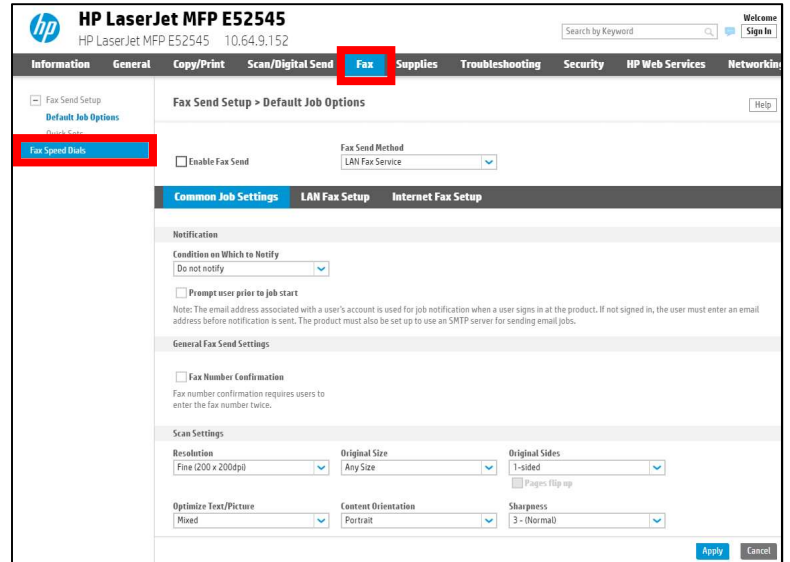 hp
HP LaserJet MFP E52545
HP LaserJet MFP E52545 10.64.9.152
Search by Keyword
Welcome
Sign In
Information General Copy/Print Scan/Digital Send Fax Supplies Troubleshooting Security HP Web Services Networking
Fax Send Setup
Default Job Options
Quick Sets
Fax Speed Dials
Fax Send Setup > Default Job Options
Help
Fax Send Method
Enable Fax Send
LAN Fax Service
Common Job Settings LAN Fax Setup Internet Fax Setup
Notification
Condition on Which to Notify
Do not notify
Prompt user prior to job start
Note: The email address associated with a user's account is used for job notification when a user signs in at the product. If not signed in, the user must enter an email
address before notification is sent. The product must also be set up to use an SMTP server for sending email jobs.
General Fax Send Settings
Fax Number Confirmation
Fax number confirmation requires users to
enter the fax number twice.
Scan Settings
Resolution Original Size Original Sides
Fine (200 x 200dpi) Any Size 1-sided
Pages flip up
Optimize Text/Picture Content Orientation Sharpness
Mixed Portrait 3 - (Normal)
Apply Cancel